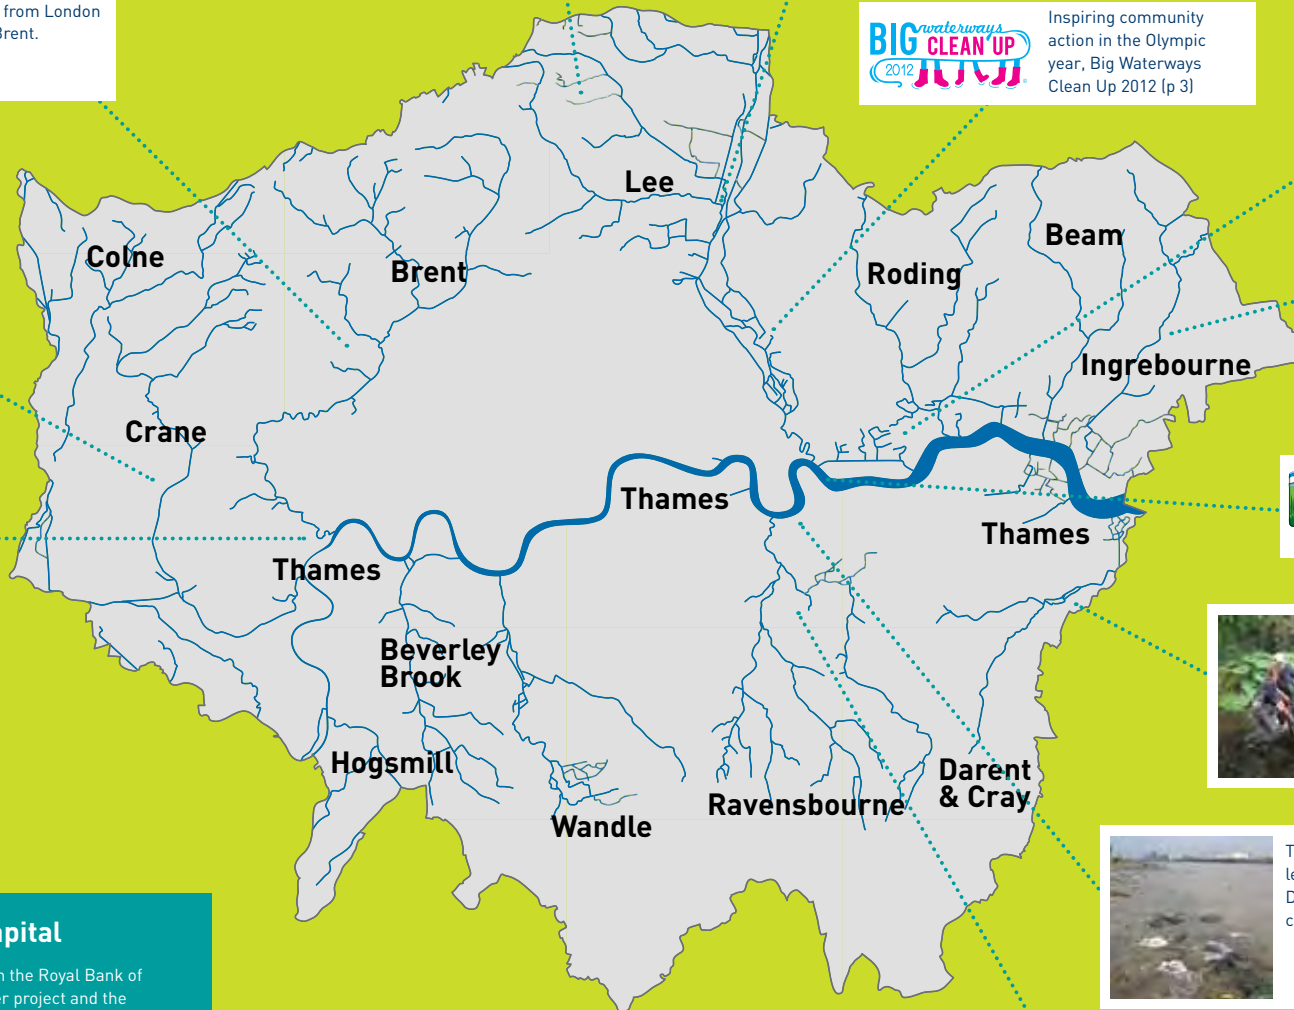 from London
Brent.
BIG waterways
CLEAN UP
2012
Inspiring community
action in the Olympic
year, Big Waterways
Clean Up 2012 (p 3)
Lee
Colne
Brent
Roding
Beam
Ingrebourne
Crane
Thames
Thames
Thames
Beverley
Brook
Hogsmill
Wandle
Ravensbourne
Darent
& Cray
pital
the Royal Bank of
project and the